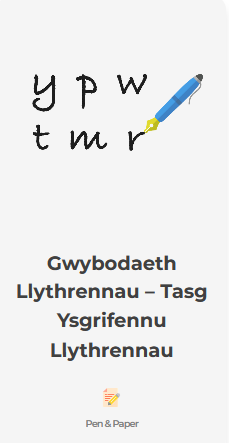 y p w
t m r
Gwybodaeth
Llythrennau – Tasg
Ysgrifennu
Llythrennau
Pen & Paper